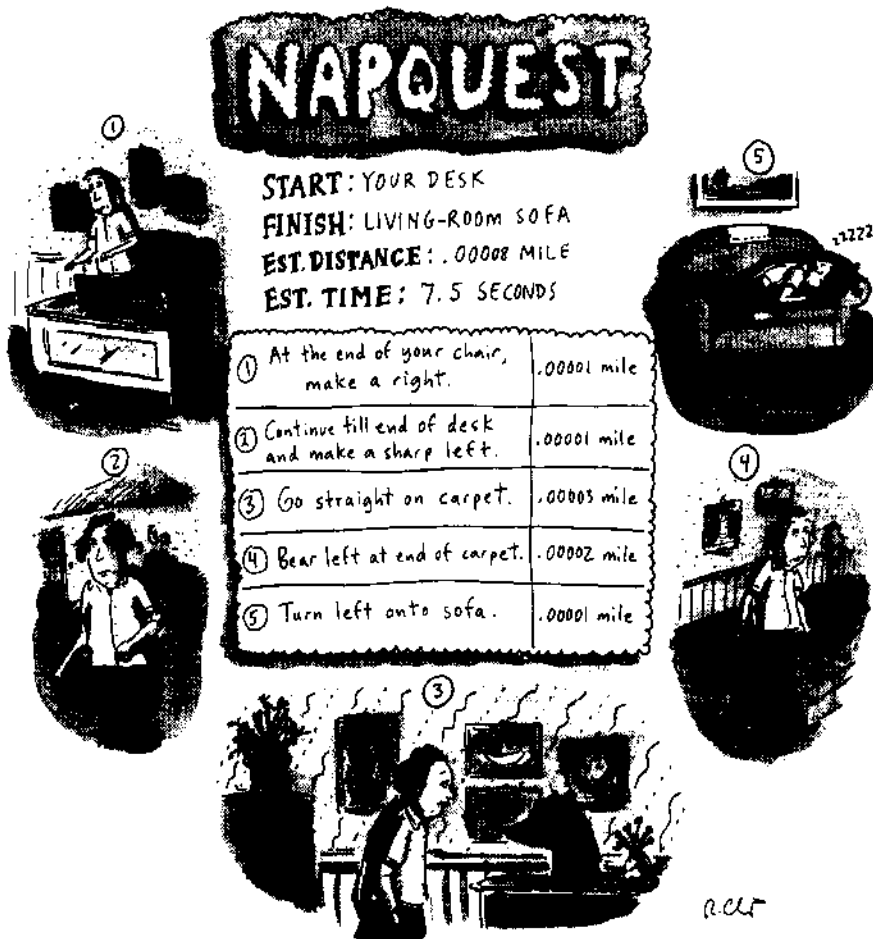 NAPQUEST
START: YOUR DESK
FINISH: LIVING-ROOM SOFA
EST. DISTANCE: .00008 MILE
EST. TIME: 7.5 SECONDS
① At the end of your chair,
make a right.
.00001 mile
② Continue till end of desk
and make a sharp left.
.00001 mile
③ Go straight on carpet.
.00003 mile
④ Bear left at end of carpet.
.00002 mile
⑤ Turn left onto sofa.
.00001 mile
①
⑤
zzzzz
②
④
③
R.Chst